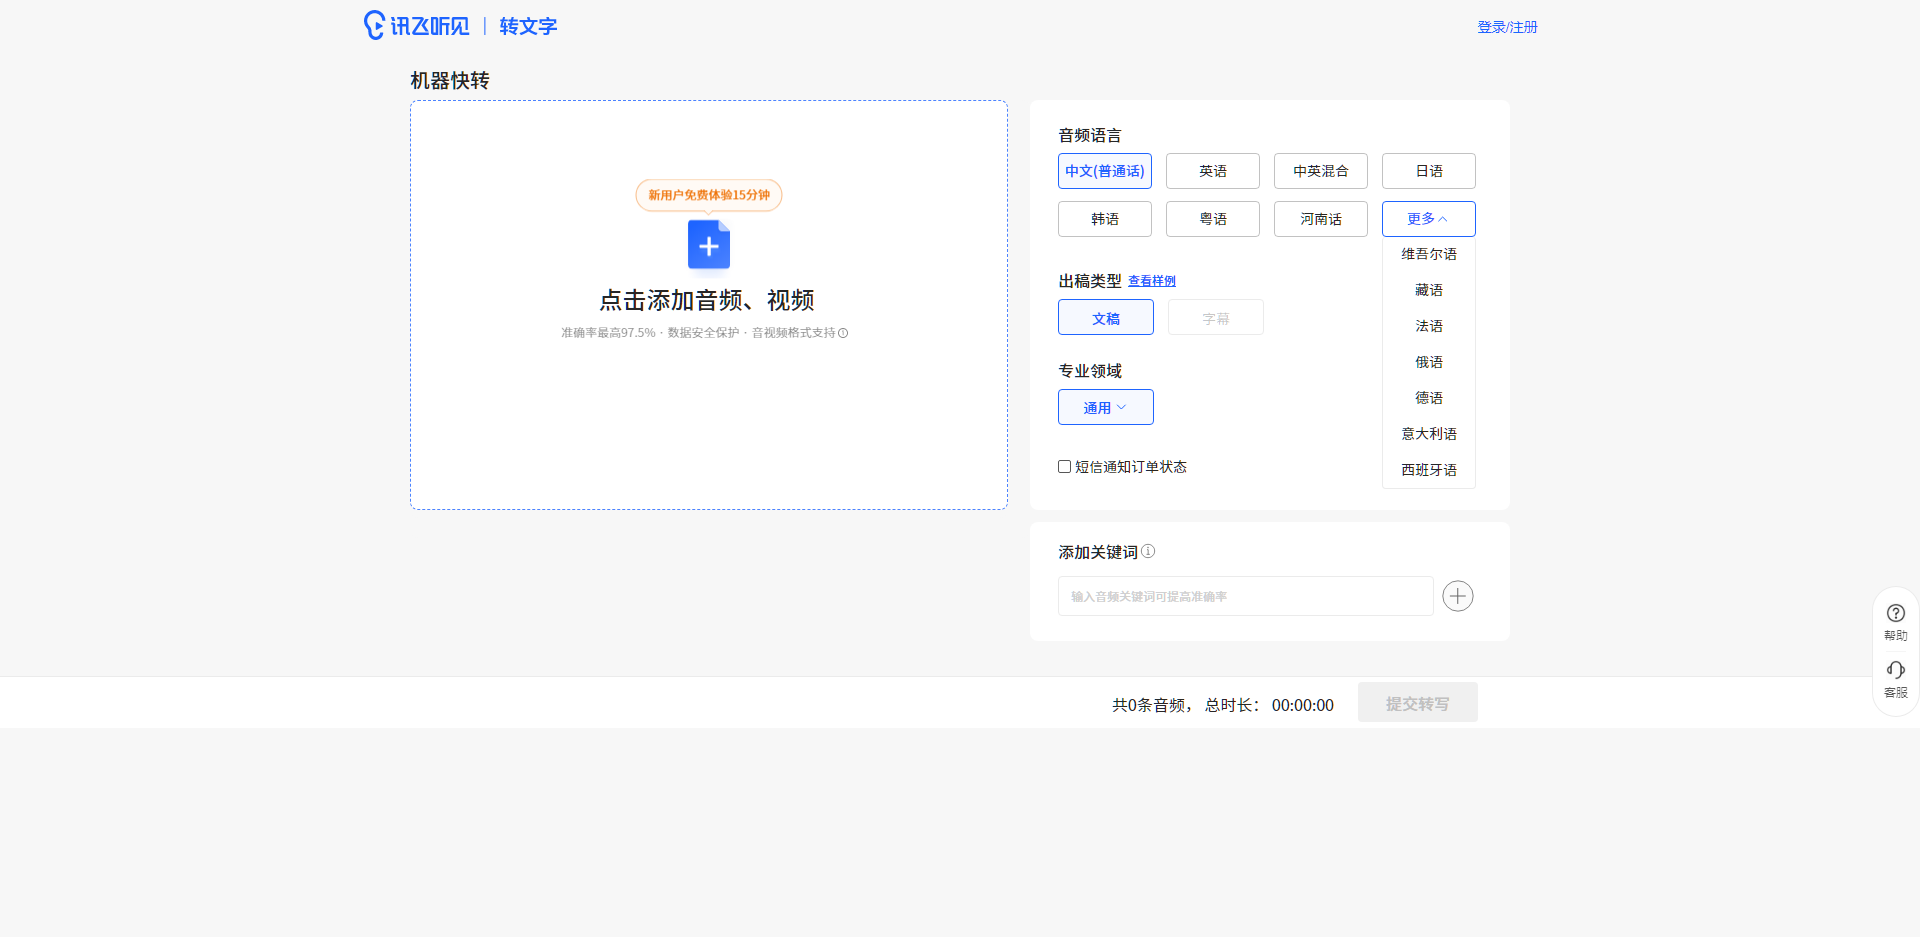 讯飞听见 | 转文字
登录/注册
机器快转
新用户免费体验15分钟
点击添加音频、视频
准确率最高97.5% · 数据安全保护 · 音视频格式支持
音频语言
中文(普通话)
英语
中英混合
日语
韩语
粤语
河南话
更多
维吾尔语
藏语
法语
俄语
德语
意大利语
西班牙语
出稿类型 查看样例
文稿
字幕
专业领域
通用
短信通知订单状态
添加关键词
输入音频关键词可提高准确率
共0条音频， 总时长： 00:00:00
提交转写
帮助
客服